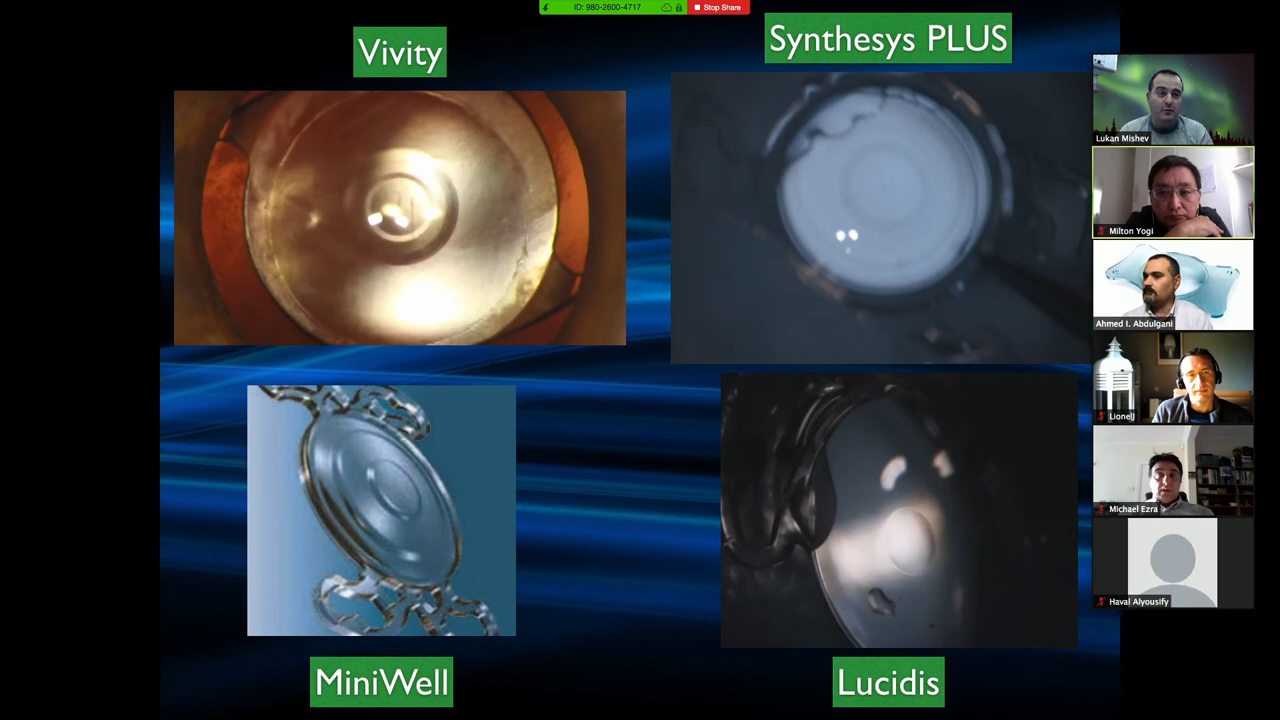 ID: 980-2600-4717
Stop Share
Vivity
Synthesys PLUS
MiniWell
Lucidis
Lukan Mishev
Milton Yogi
Ahmed I. Abdulgani
LionelJ
Michael Ezra
Haval Alyousify